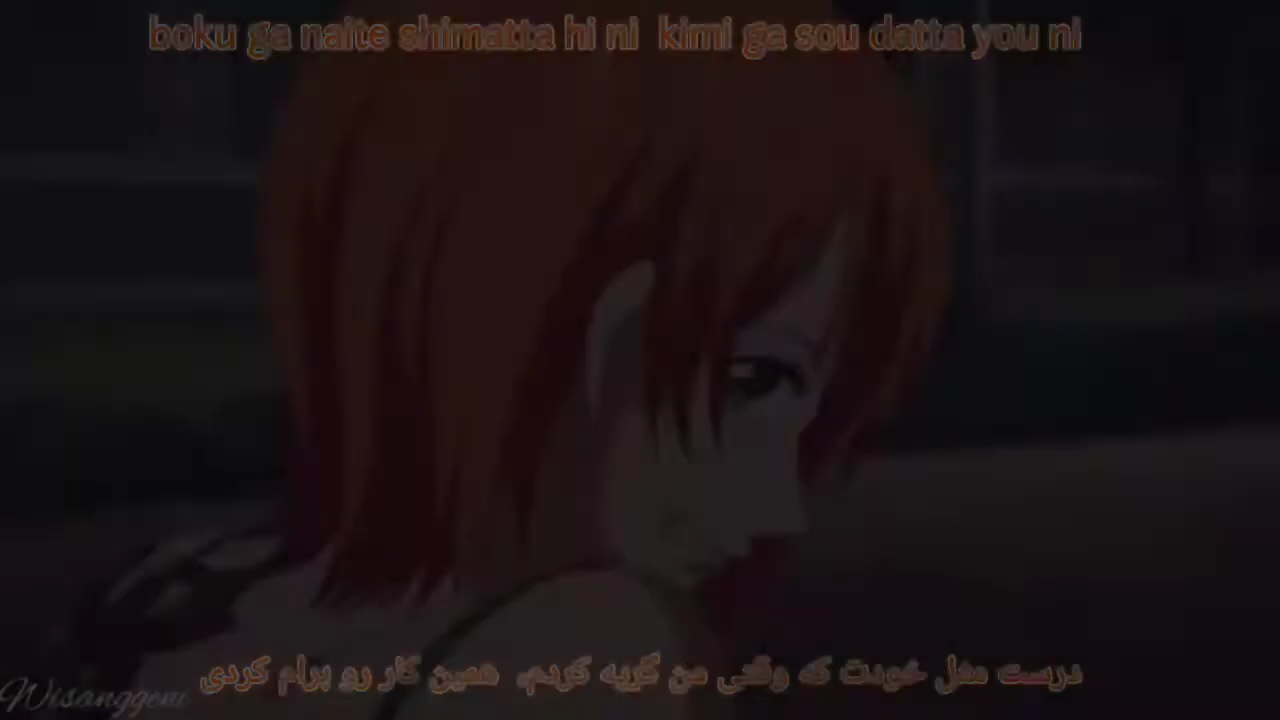 boku ga naite shimatta hi ni kimi ga sou datta you ni
درست مثل خودت که وقتی من گریه کردم، همین کار رو برام کردی
Wisanggeni